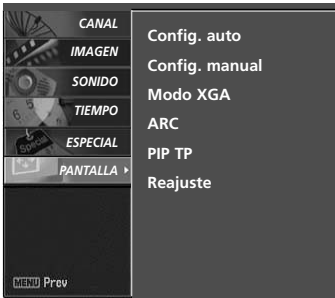 CANAL
IMAGEN
SONIDO
TIEMPO
ESPECIAL
PANTALLA
Config. auto
Config. manual
Modo XGA
ARC
PIP TP
Reajuste
MENU Prev